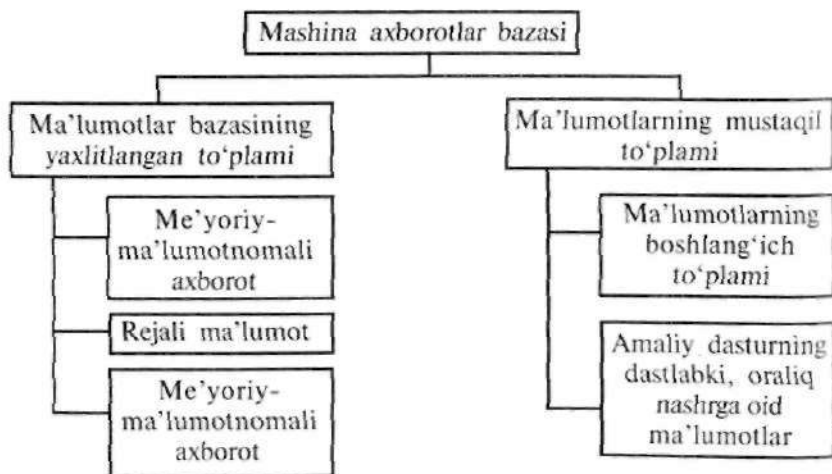 Mashina axborotlar bazasi
Ma’lumotlar bazasining
yaxlitlangan to‘plami
Me’yoriy-
ma’lumotnomali
axborot
Rejali ma’lumot
Me’yoriy-
ma’lumotnomali
axborot
Ma’lumotlarning mustaqil
to‘plami
Ma’lumotlarning
boshlang‘ich
to‘plami
Amaliy dasturning
dastlabki, oraliq
nashrga oid
ma’lumotlar